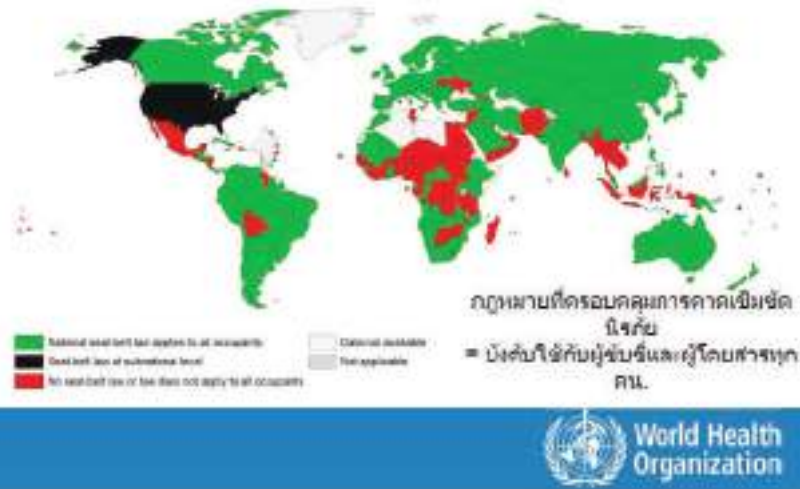 กฎหมายที่ครอบคลุมการคาดเข็มขัด
นิรภัย
= บังคับใช้กับผู้ขับขี่และผู้โดยสารทุก
คน.
National seat-belt law applies to all occupants
Seat-belt law at subnational level
No seat-belt law or law does not apply to all occupants
Data not available
Not applicable
World Health
Organization